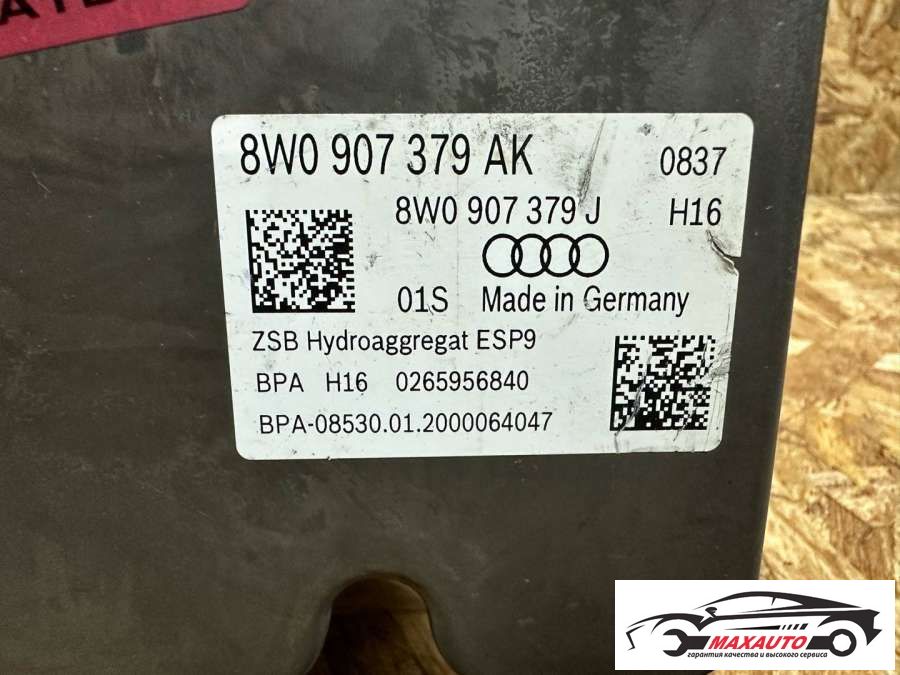 8W0 907 379 AK 0837
8W0 907 379 J H16
01S Made in Germany
ZSB Hydroaggregat ESP9
BPA H16 0265956840
BPA-08530.01.2000064047
MAXAUTO
гарантия качества и высокого сервиса